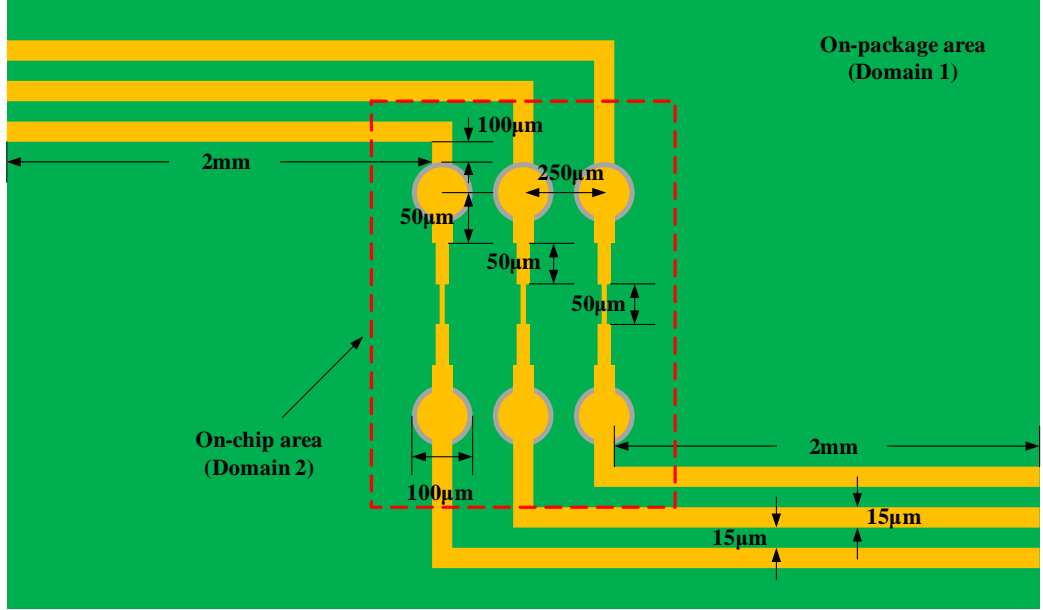 On-package area
(Domain 1)
100μm
2mm
250μm
50μm
50μm
50μm
On-chip area
(Domain 2)
2mm
100μm
15μm
15μm